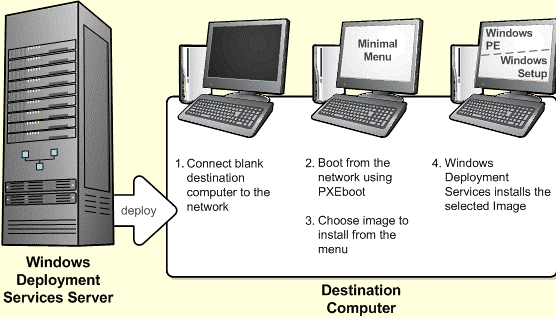 Minimal
Menu
Windows
PE
Windows
Setup
1. Connect blank
destination
computer to the
network
2. Boot from the
network using
PXEboot
3. Choose image to
install from the
menu
4. Windows
Deployment
Services installs the
selected Image
deploy
Windows
Deployment
Services Server
Destination
Computer